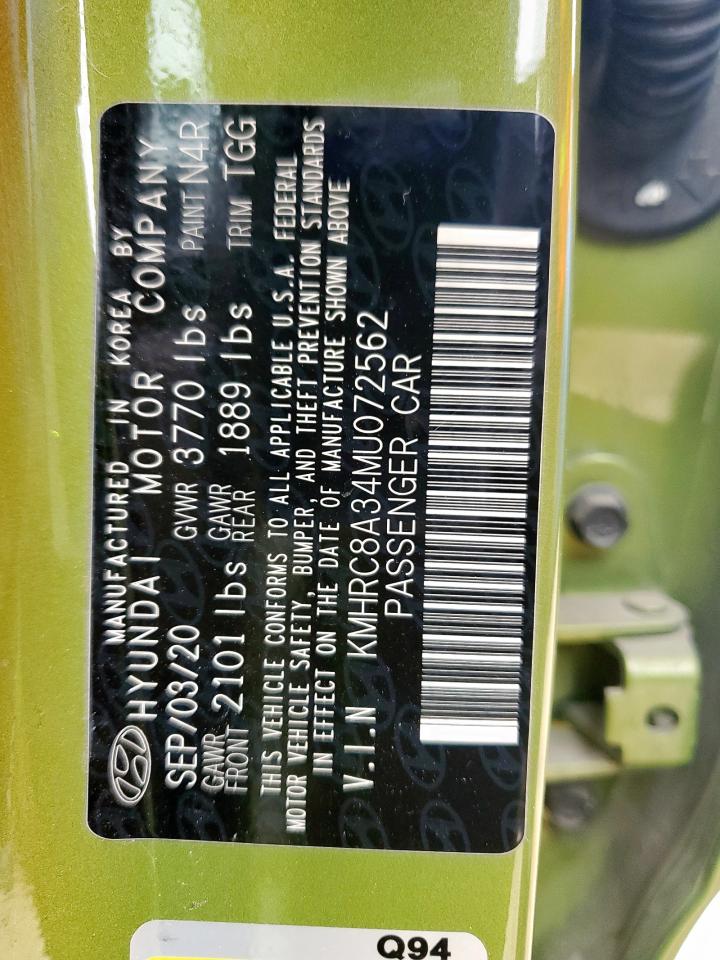 MANUFACTURED IN KOREA BY
HYUNDAI MOTOR COMPANY
SEP/03/20 GVWR 3770 lbs PAINT N4R
GAWR FRONT 2101 lbs GAWR REAR 1889 lbs TRIM TGG
THIS VEHICLE CONFORMS TO ALL APPLICABLE U.S.A. FEDERAL
MOTOR VEHICLE SAFETY, BUMPER, AND THEFT PREVENTION STANDARDS
IN EFFECT ON THE DATE OF MANUFACTURE SHOWN ABOVE
V.I.N KMHRC8A34MU072562
PASSENGER CAR
Q94